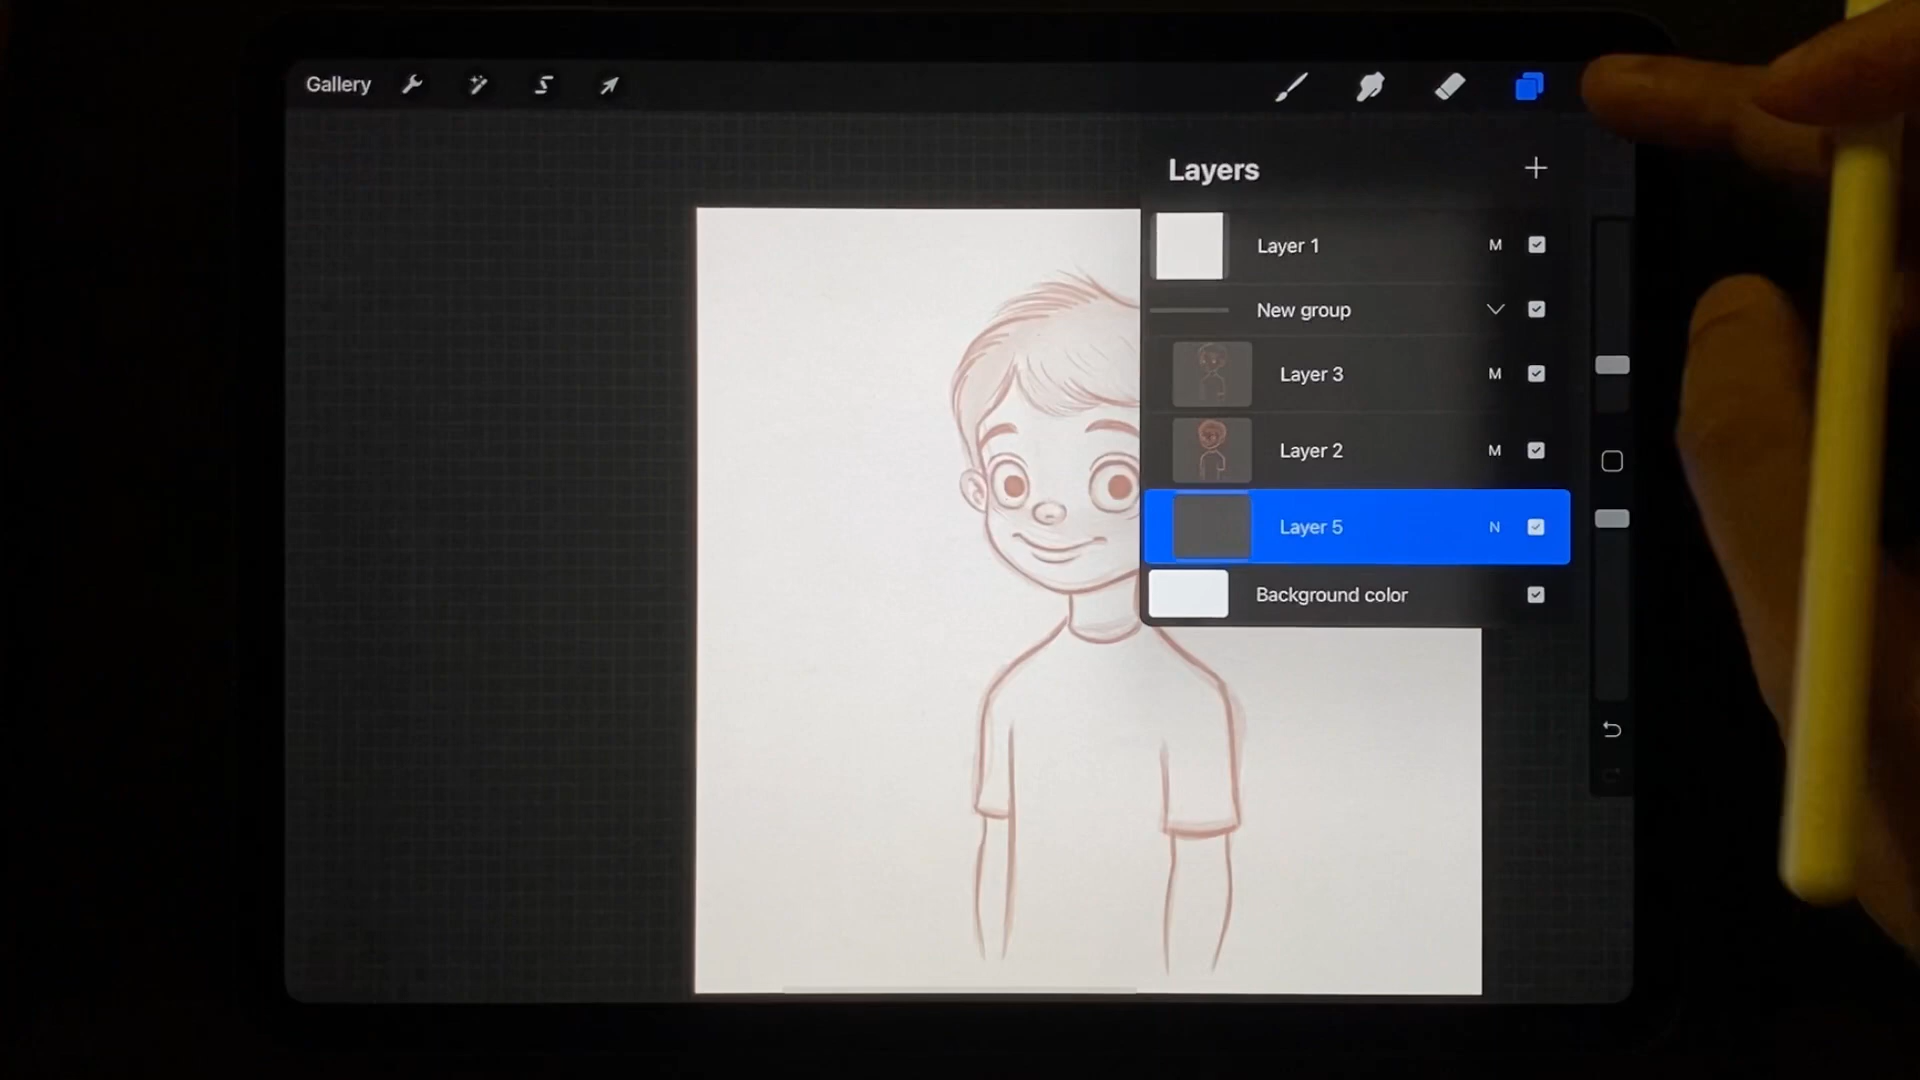 Gallery
Layers
Layer 1 M
New group
Layer 3 M
Layer 2 M
Layer 5 N
Background color